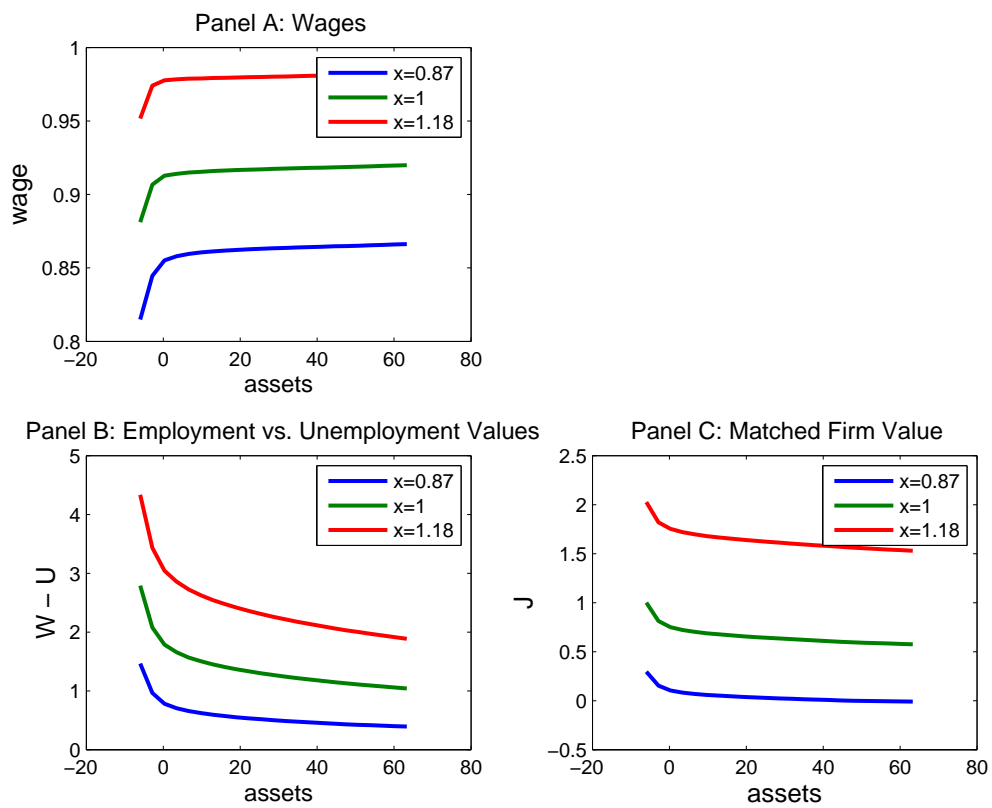 Panel A: Wages
1
0.95
0.9
0.85
0.8
wage
x=0.87
x=1
x=1.18
−20
0
20
40
60
80
assets
Panel B: Employment vs. Unemployment Values
5
4
3
2
1
0
W − U
x=0.87
x=1
x=1.18
−20
0
20
40
60
80
assets
Panel C: Matched Firm Value
2.5
2
1.5
1
0.5
0
−0.5
J
x=0.87
x=1
x=1.18
−20
0
20
40
60
80
assets